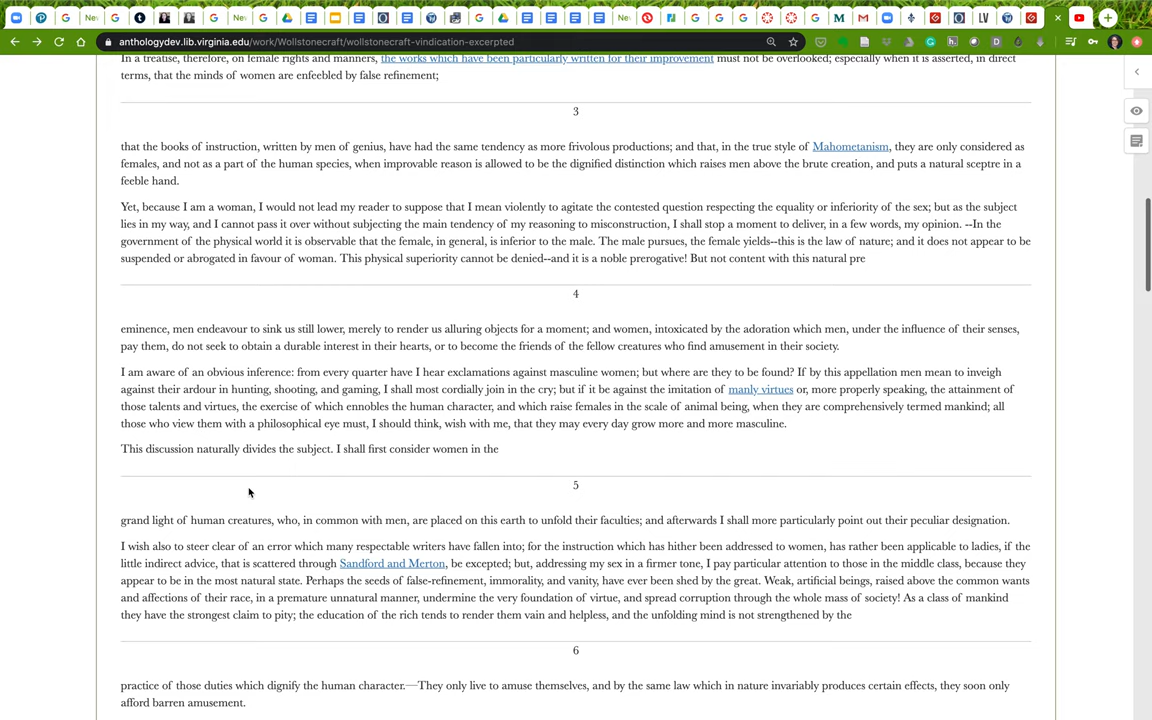 Nev
Nev
Nev
LV
anthologydev.lib.virginia.edu/work/Wollstonecraft/wollstonecraft-vindication-excerpted
In a treatise, therefore, on female rights and manners, the works which have been particularly written for their improvement must not be overlooked; especially when it is asserted, in direct
terms, that the minds of women are enfeebled by false refinement;
3
that the books of instruction, written by men of genius, have had the same tendency as more frivolous productions; and that, in the true style of Mahometanism, they are only considered as
females, and not as a part of the human species, when improvable reason is allowed to be the dignified distinction which raises men above the brute creation, and puts a natural sceptre in a
feeble hand.
Yet, because I am a woman, I would not lead my reader to suppose that I mean violently to agitate the contested question respecting the equality or inferiority of the sex; but as the subject
lies in my way, and I cannot pass it over without subjecting the main tendency of my reasoning to misconstruction, I shall stop a moment to deliver, in a few words, my opinion. --In the
government of the physical world it is observable that the female, in general, is inferior to the male. The male pursues, the female yields--this is the law of nature; and it does not appear to be
suspended or abrogated in favour of woman. This physical superiority cannot be denied--and it is a noble prerogative! But not content with this natural pre
4
eminence, men endeavour to sink us still lower, merely to render us alluring objects for a moment; and women, intoxicated by the adoration which men, under the influence of their senses,
pay them, do not seek to obtain a durable interest in their hearts, or to become the friends of the fellow creatures who find amusement in their society.
I am aware of an obvious inference: from every quarter have I hear exclamations against masculine women; but where are they to be found? If by this appellation men mean to inveigh
against their ardour in hunting, shooting, and gaming, I shall most cordially join in the cry; but if it be against the imitation of manly virtues or, more properly speaking, the attainment of
those talents and virtues, the exercise of which ennobles the human character, and which raise females in the scale of animal being, when they are comprehensively termed mankind; all
those who view them with a philosophical eye must, I should think, wish with me, that they may every day grow more and more masculine.
This discussion naturally divides the subject. I shall first consider women in the
5
grand light of human creatures, who, in common with men, are placed on this earth to unfold their faculties; and afterwards I shall more particularly point out their peculiar designation.
I wish also to steer clear of an error which many respectable writers have fallen into; for the instruction which has hither been addressed to women, has rather been applicable to ladies, if the
little indirect advice, that is scattered through Sandford and Merton, be excepted; but, addressing my sex in a firmer tone, I pay particular attention to those in the middle class, because they
appear to be in the most natural state. Perhaps the seeds of false-refinement, immorality, and vanity, have ever been shed by the great. Weak, artificial beings, raised above the common wants
and affections of their race, in a premature unnatural manner, undermine the very foundation of virtue, and spread corruption through the whole mass of society! As a class of mankind
they have the strongest claim to pity; the education of the rich tends to render them vain and helpless, and the unfolding mind is not strengthened by the
6
practice of those duties which dignify the human character.—They only live to amuse themselves, and by the same law which in nature invariably produces certain effects, they soon only
afford barren amusement.